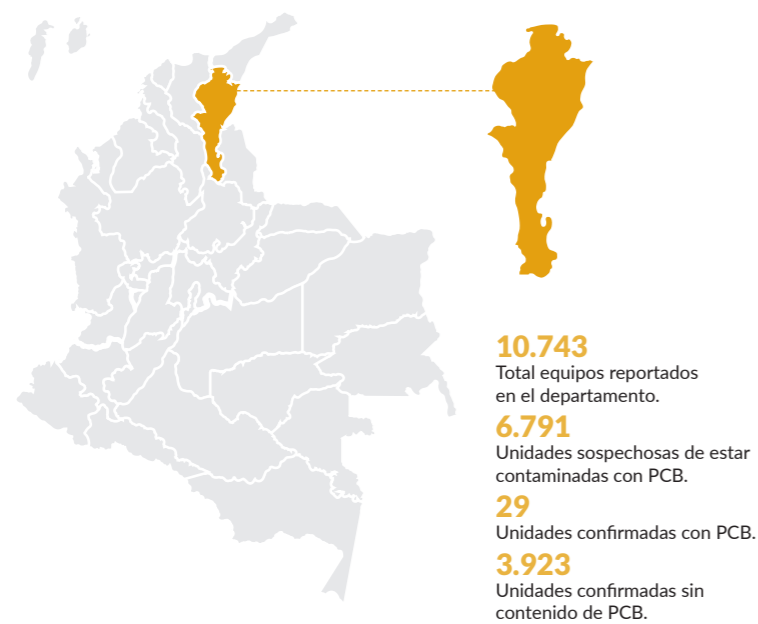 10.743
Total equipos reportados
en el departamento.
6.791
Unidades sospechosas de estar
contaminadas con PCB.
29
Unidades confirmadas con PCB.
3.923
Unidades confirmadas sin
contenido de PCB.